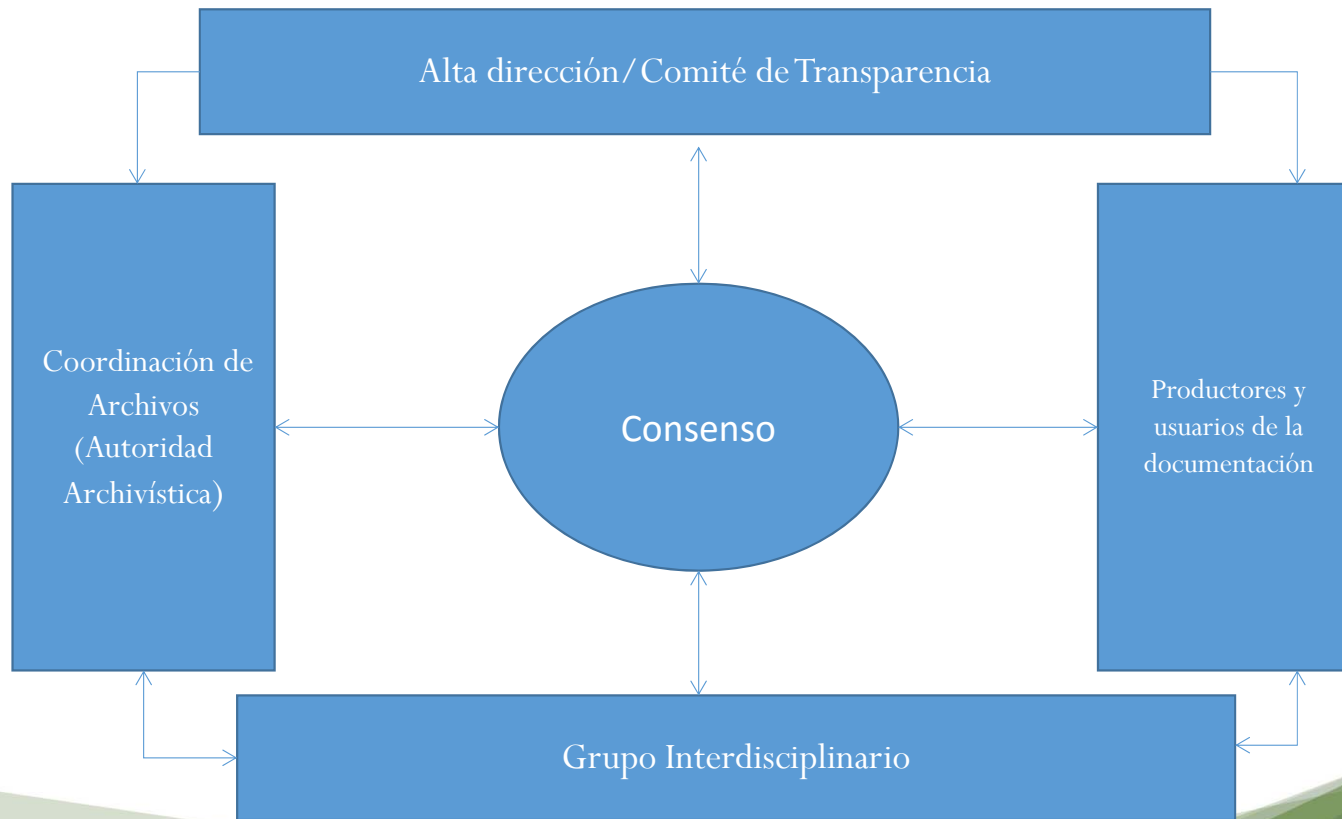 Alta dirección/Comité de Transparencia
Coordinación de
Archivos
(Autoridad
Archivística)
Consenso
Productores y
usuarios de la
documentación
Grupo Interdisciplinario